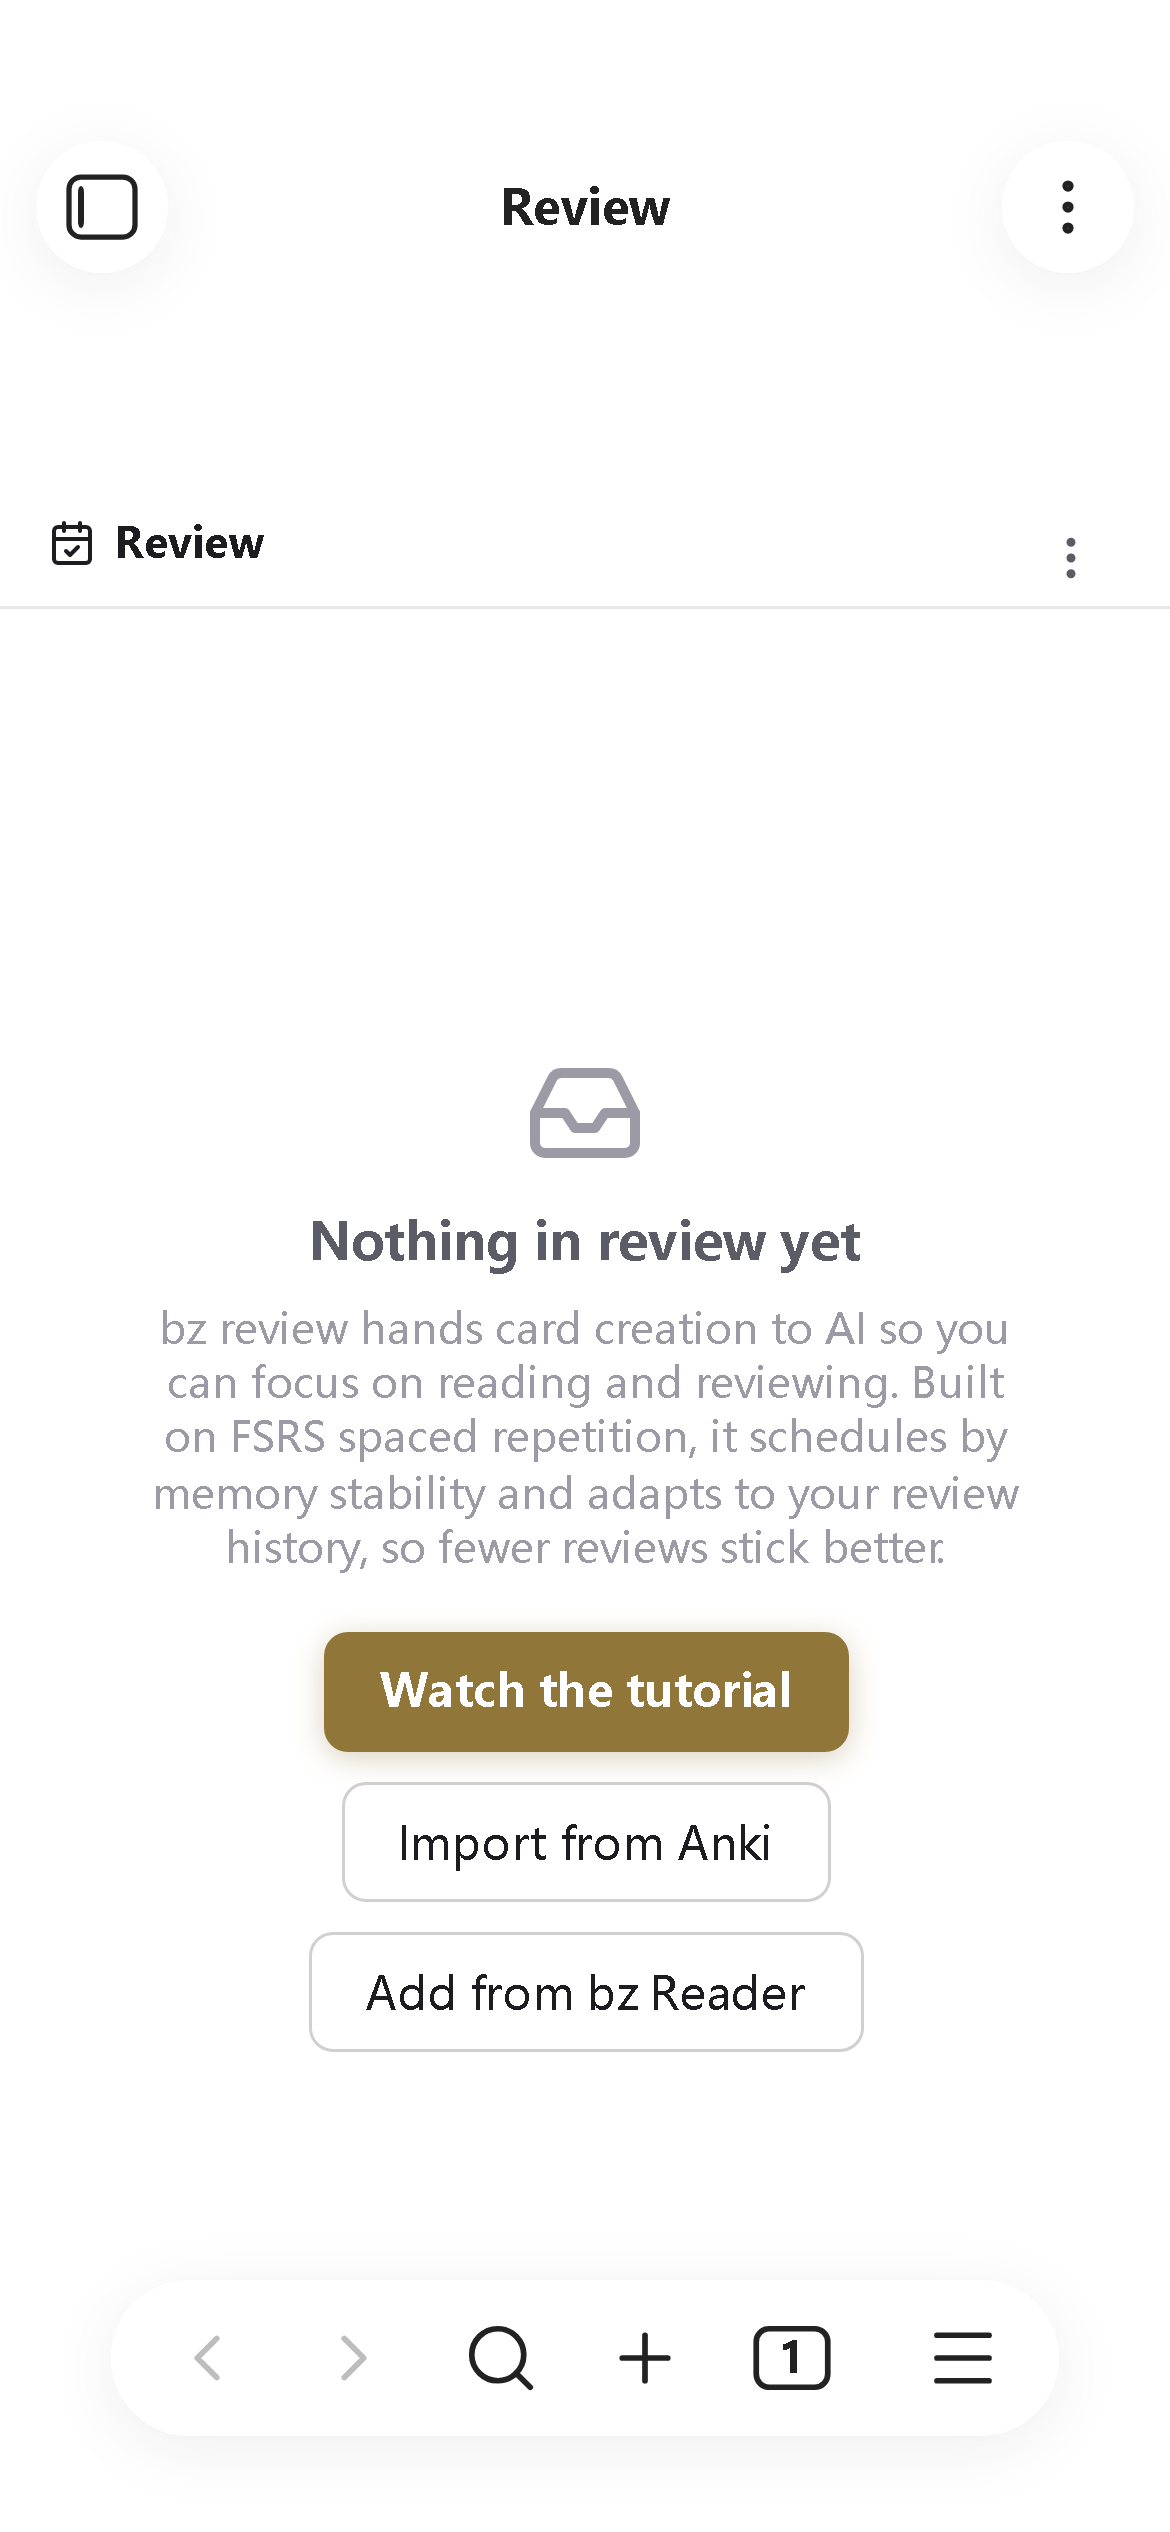 Review
Review
Nothing in review yet
bz review hands card creation to AI so you
can focus on reading and reviewing. Built
on FSRS spaced repetition, it schedules by
memory stability and adapts to your review
history, so fewer reviews stick better.
Watch the tutorial
Import from Anki
Add from bz Reader
1